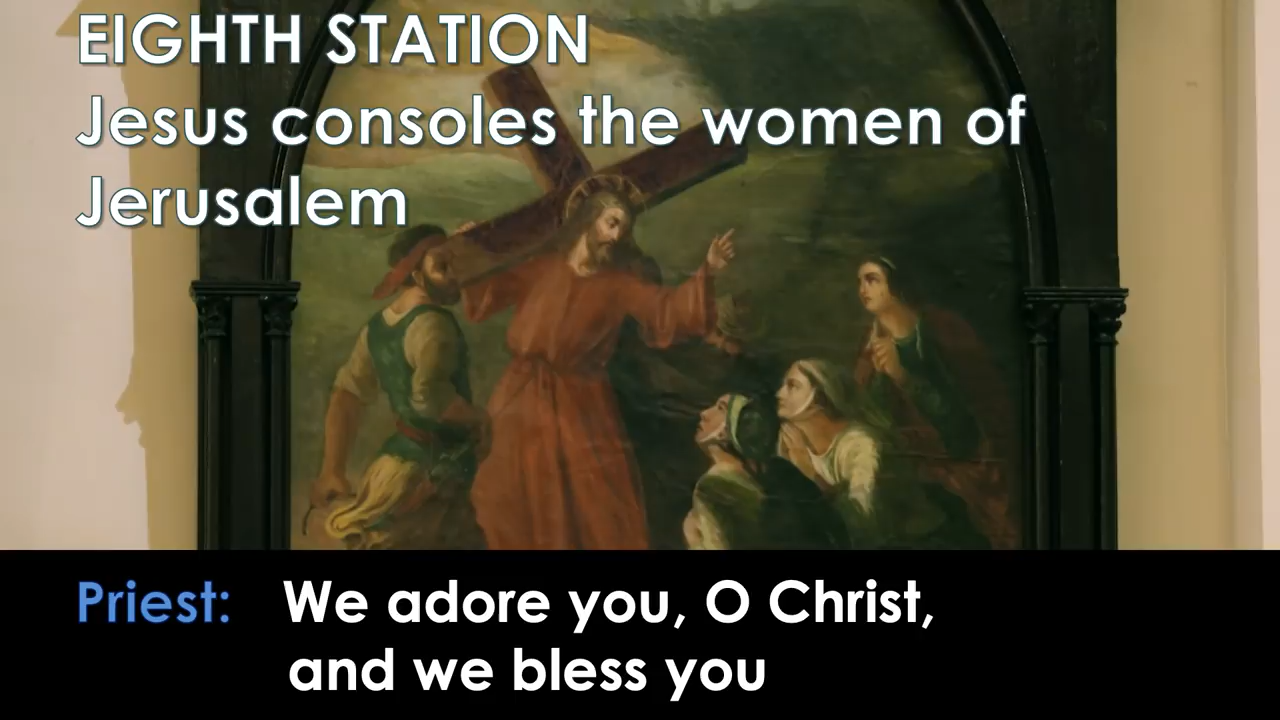 EIGHTH STATION
Jesus consoles the women of
Jerusalem
Priest: We adore you, O Christ,
and we bless you